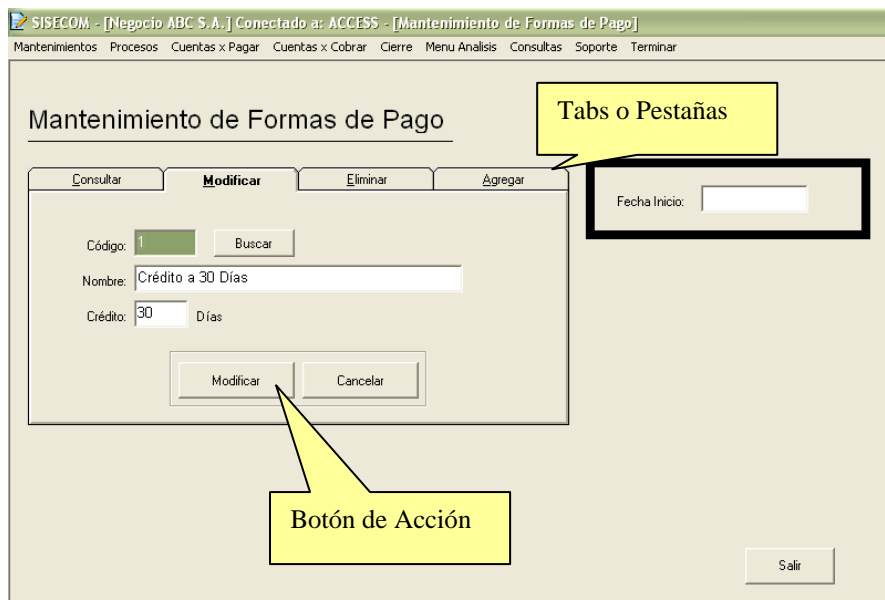 SISECOM - [Negocio ABC S.A.] Conectado a: ACCESS - [Mantenimiento de Formas de Pago]
Mantenimientos Procesos Cuentas x Pagar Cuentas x Cobrar Cierre Menu Analisis Consultas Soporte Terminar
Tabs o Pestañas
Mantenimiento de Formas de Pago
Consultar Modificar Eliminar Agregar
Fecha Inicio:
Código: 1 Buscar
Nombre: Crédito a 30 Días
Crédito: 30 Días
Modificar Cancelar
Botón de Acción
Salir